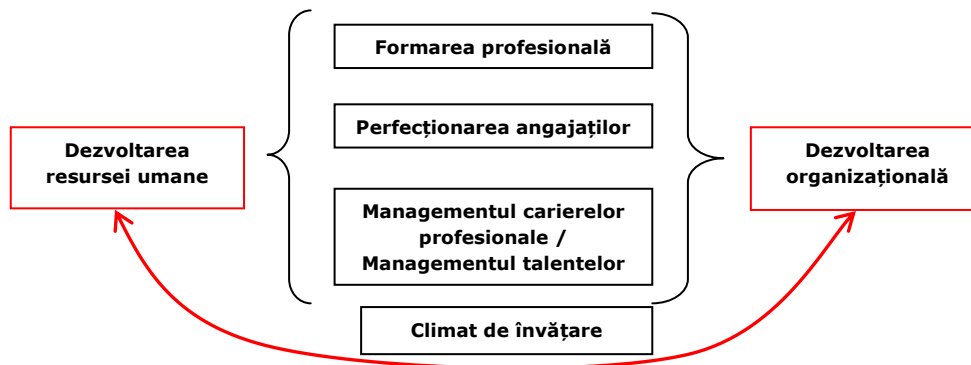 Formarea profesională
Perfecționarea angajaților
Dezvoltarea
resursei umane
Dezvoltarea
organizațională
Managementul carierelor
profesionale /
Managementul talentelor
Climat de învățare